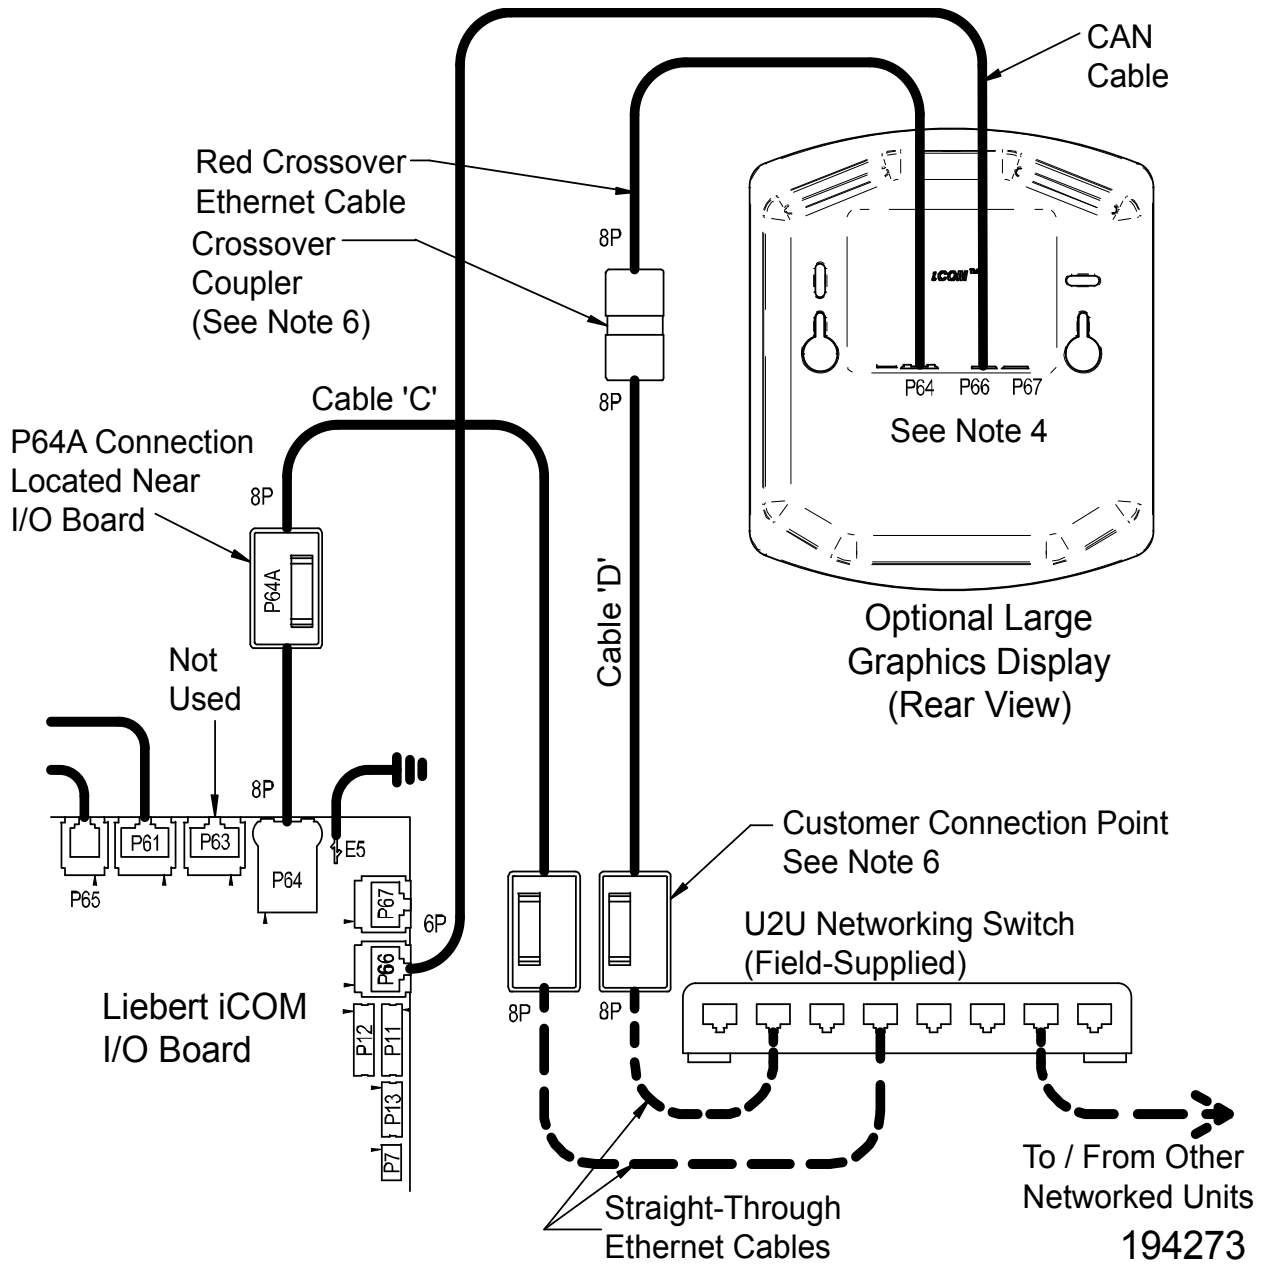 CAN
Cable
Red Crossover
Ethernet Cable
8P
Crossover
Coupler
(See Note 6)
iCOM™
P64
P66
P67
See Note 4
8P
Cable 'C'
P64A Connection
Located Near
I/O Board
8P
P64A
Cable 'D'
Optional Large
Graphics Display
(Rear View)
Not
Used
8P
P65
P61
P63
P64
E5
P67
6P
P66
Customer Connection Point
See Note 6
U2U Networking Switch
(Field-Supplied)
8P
8P
Liebert iCOM
I/O Board
P12
P11
P13
P7
Straight-Through
Ethernet Cables
To / From Other
Networked Units
194273